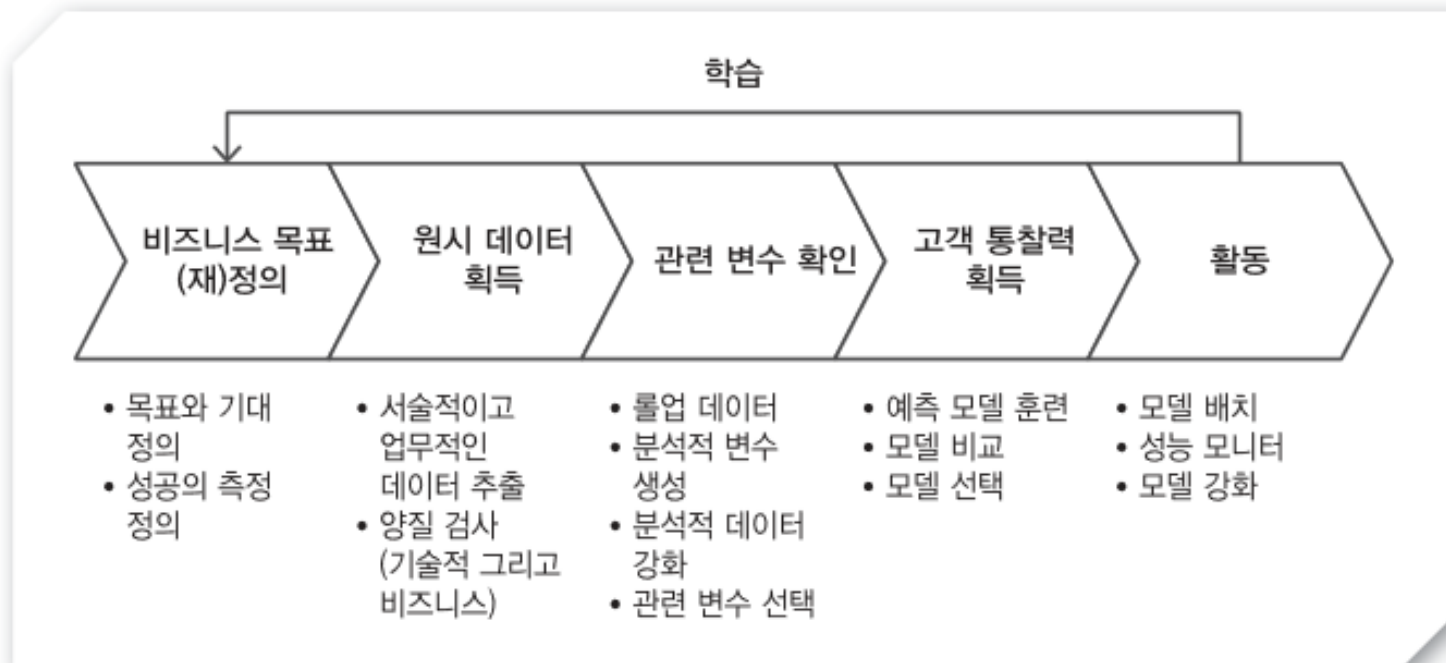 학습
비즈니스 목표
(재)정의
원시 데이터
획득
관련 변수 확인
고객 통찰력
획득
활동
• 목표와 기대
정의
• 성공의 측정
정의
• 서술적이고
업무적인
데이터 추출
• 양질 검사
(기술적 그리고
비즈니스)
• 롤업 데이터
• 분석적 변수
생성
• 분석적 데이터
강화
• 관련 변수 선택
• 예측 모델 훈련
• 모델 비교
• 모델 선택
• 모델 배치
• 성능 모니터
• 모델 강화